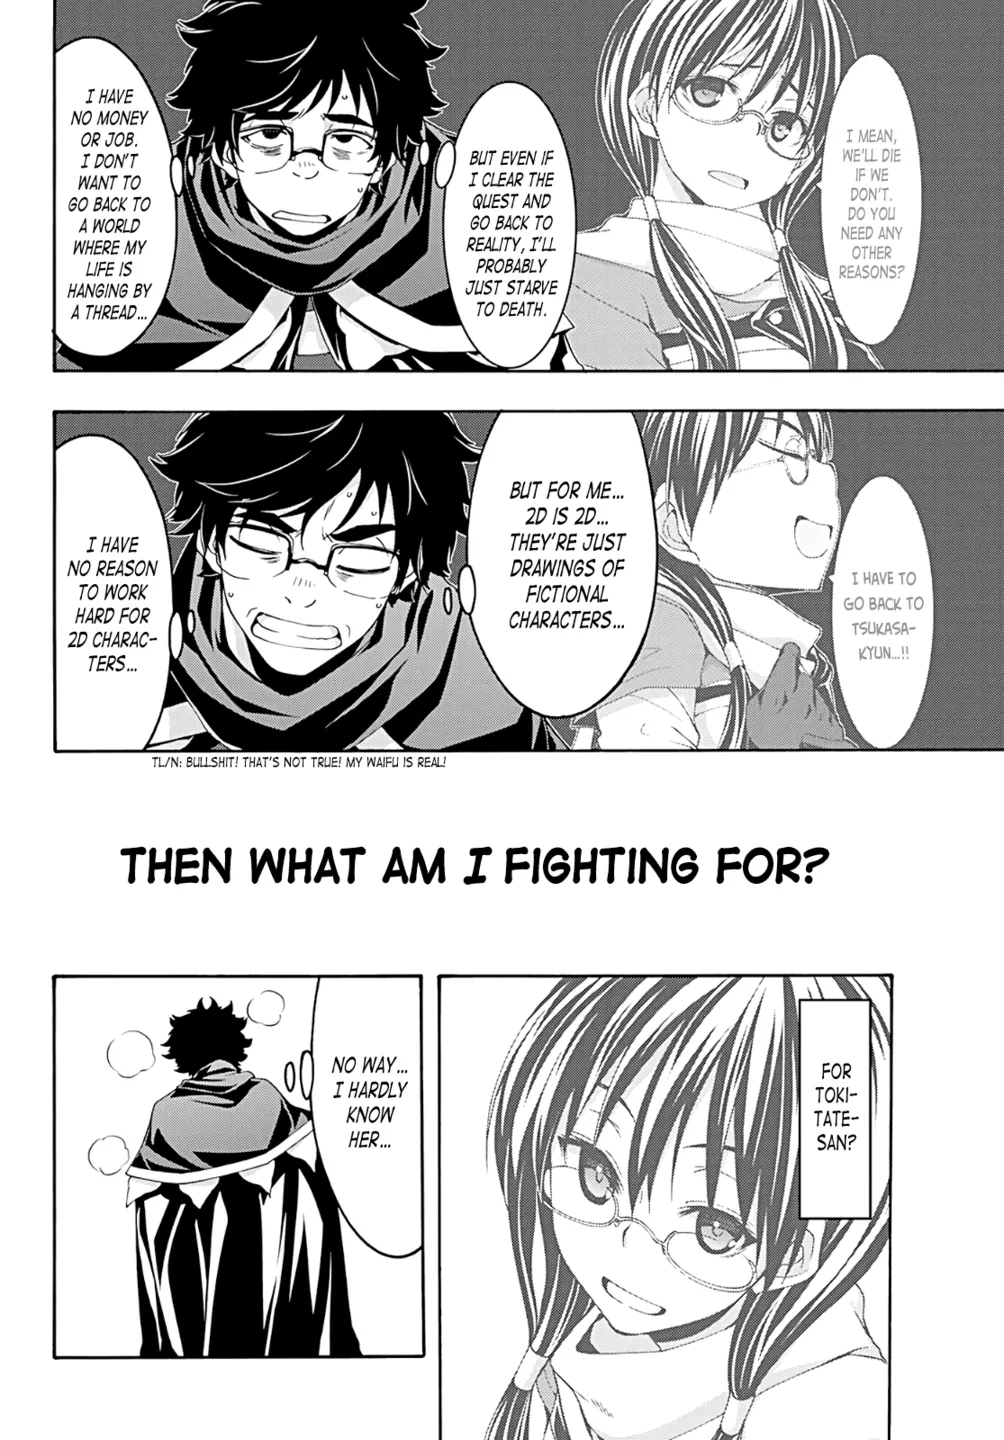 I MEAN,
WE'LL DIE
IF WE
DON'T.
DO YOU
NEED ANY
OTHER
REASONS?
BUT EVEN IF
I CLEAR THE
QUEST AND
GO BACK TO
REALITY, I'LL
PROBABLY
JUST STARVE
TO DEATH.
I HAVE
NO MONEY
OR JOB.
I DON'T
WANT TO
GO BACK TO
A WORLD
WHERE MY
LIFE IS
HANGING BY
A THREAD...
I HAVE TO
GO BACK TO
TSUKASA-
KYUN...!!
BUT FOR ME...
2D IS 2D...
THEY'RE JUST
DRAWINGS OF
FICTIONAL
CHARACTERS...
I HAVE
NO REASON
TO WORK
HARD FOR
2D CHARAC-
TERS...
TL/N: BULLSHIT! THAT'S NOT TRUE! MY WAIFU IS REAL!
THEN WHAT AM I FIGHTING FOR?
FOR
TOKI-
TATE-
SAN?
NO WAY...
I HARDLY
KNOW
HER...